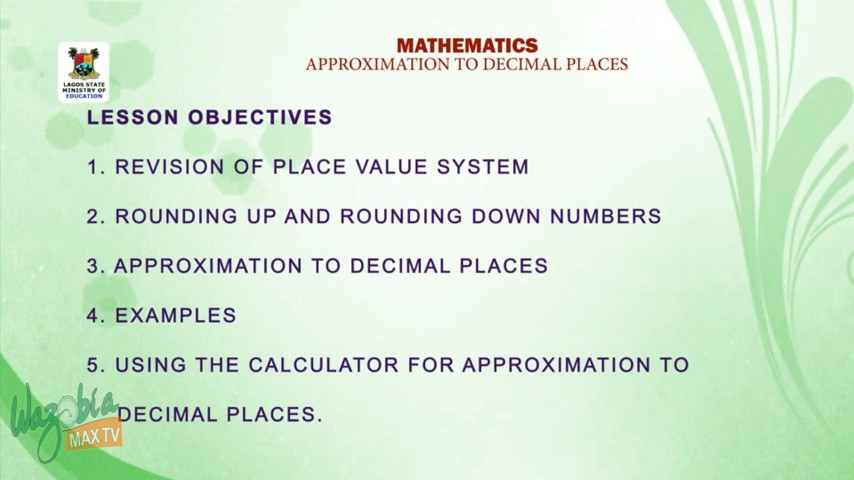 MATHEMATICS
APPROXIMATION TO DECIMAL PLACES
LAGOS STATE
MINISTRY OF
EDUCATION
LESSON OBJECTIVES
1. REVISION OF PLACE VALUE SYSTEM
2. ROUNDING UP AND ROUNDING DOWN NUMBERS
3. APPROXIMATION TO DECIMAL PLACES
4. EXAMPLES
5. USING THE CALCULATOR FOR APPROXIMATION TO
DECIMAL PLACES.
Wazobia
MAX TV